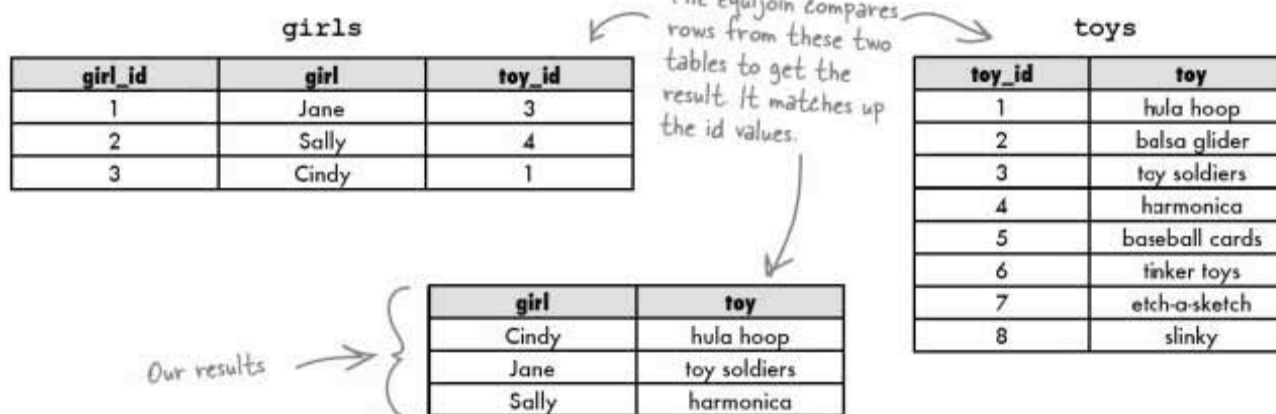 The equijoin compares
rows from these two
tables to get the
result. It matches up
the id values.
girls
girl_id girl toy_id
1 Jane 3
2 Sally 4
3 Cindy 1
toys
toy_id toy
1 hula hoop
2 balsa glider
3 toy soldiers
4 harmonica
5 baseball cards
6 tinker toys
7 etch-a-sketch
8 slinky
Our results
girl toy
Cindy hula hoop
Jane toy soldiers
Sally harmonica